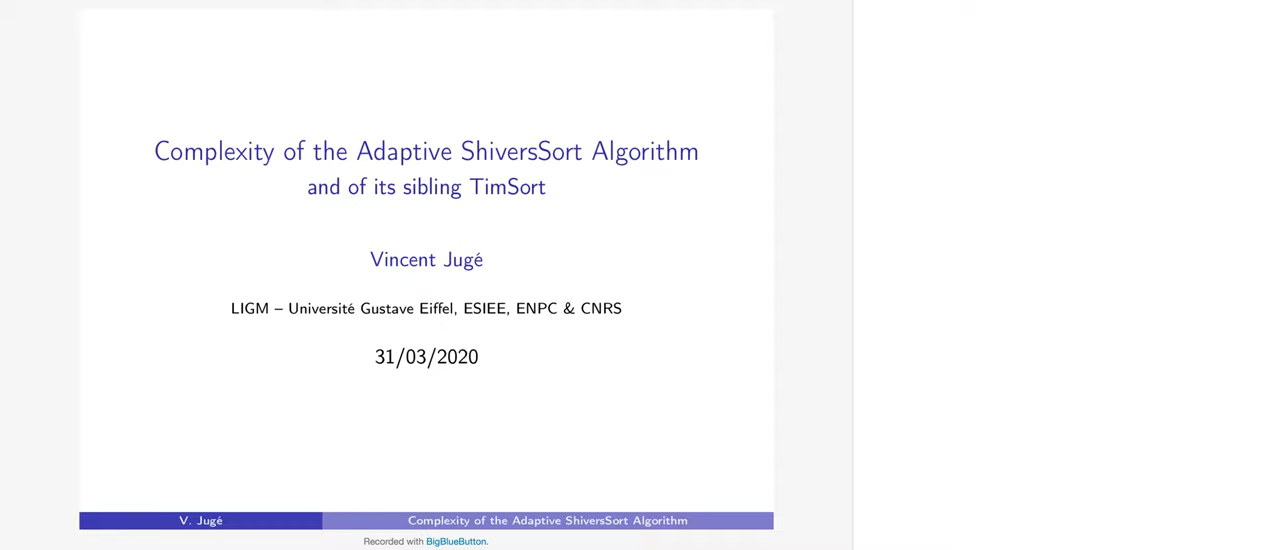 Complexity of the Adaptive ShiversSort Algorithm
and of its sibling TimSort
Vincent Jugé
LIGM – Université Gustave Eiffel, ESIEE, ENPC & CNRS
31/03/2020
V. Jugé
Complexity of the Adaptive ShiversSort Algorithm
Recorded with BigBlueButton.